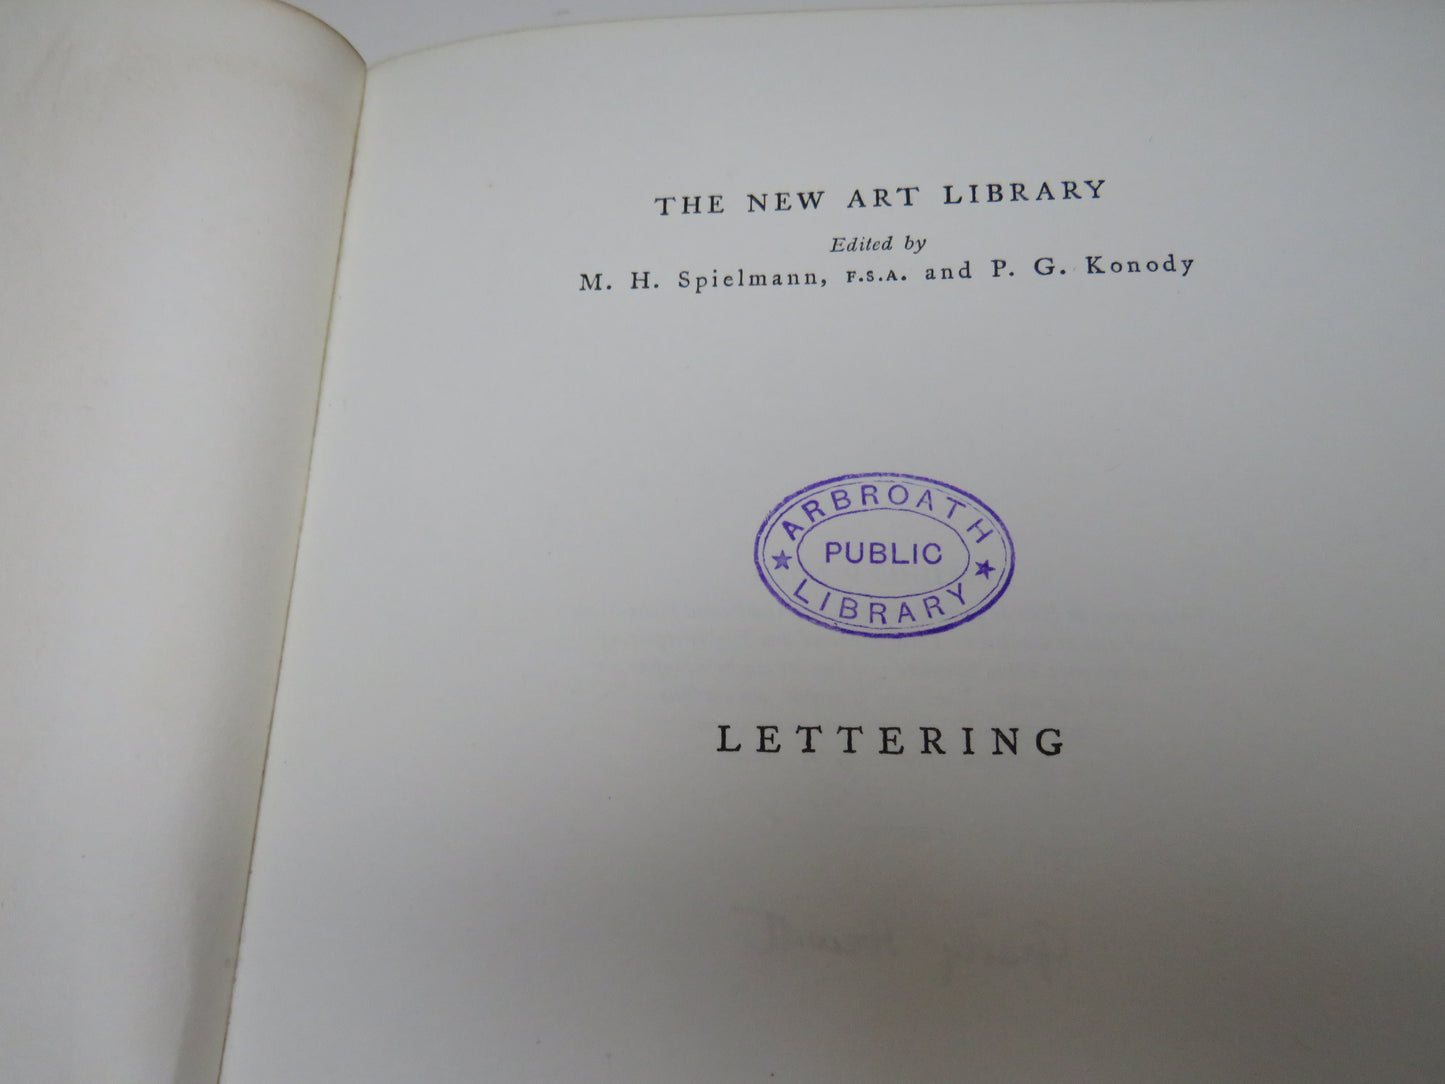 THE NEW ART LIBRARY
Edited by
M. H. Spielmann, F.S.A. and P. G. Konody
ARBROATH
PUBLIC
LIBRARY
LETTERING